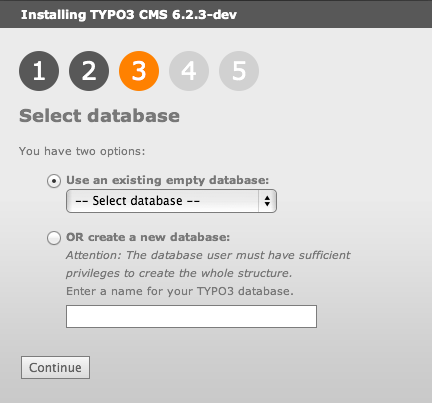 Installing TYPO3 CMS 6.2.3-dev
1 2 3 4 5
Select database
You have two options:
Use an existing empty database:
-- Select database --
OR create a new database:
Attention: The database user must have sufficient
privileges to create the whole structure.
Enter a name for your TYPO3 database.
Continue